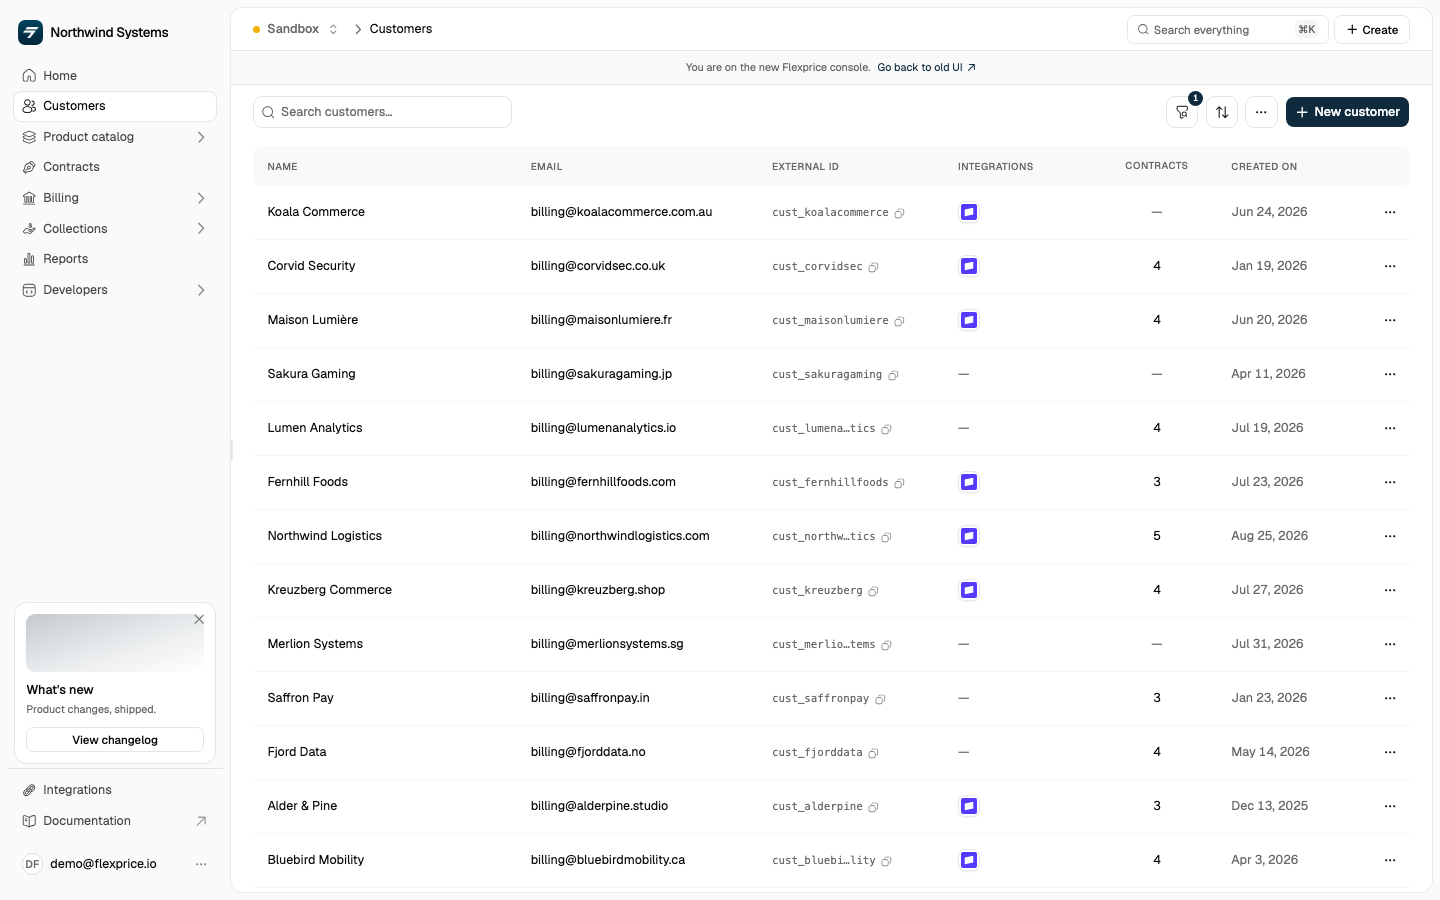 Northwind Systems
Home
Customers
Product catalog
Contracts
Billing
Collections
Reports
Developers
What's new
Product changes, shipped.
View changelog
Integrations
Documentation
DF demo@flexprice.io
Sandbox Customers
Search everything ⌘K
Create
You are on the new Flexprice console. Go back to old UI
Search customers...
1
New customer
NAME EMAIL EXTERNAL ID INTEGRATIONS CONTRACTS CREATED ON
Koala Commerce billing@koalacommerce.com.au cust_koalacommerce — Jun 24, 2026
Corvid Security billing@corvidsec.co.uk cust_corvidsec 4 Jan 19, 2026
Maison Lumière billing@maisonlumiere.fr cust_maisonlumiere 4 Jun 20, 2026
Sakura Gaming billing@sakuragaming.jp cust_sakuragaming — — Apr 11, 2026
Lumen Analytics billing@lumenanalytics.io cust_lumena…tics — 4 Jul 19, 2026
Fernhill Foods billing@fernhillfoods.com cust_fernhillfoods 3 Jul 23, 2026
Northwind Logistics billing@northwindlogistics.com cust_northw…tics 5 Aug 25, 2026
Kreuzberg Commerce billing@kreuzberg.shop cust_kreuzberg 4 Jul 27, 2026
Merlion Systems billing@merlionsystems.sg cust_merlio…tems — — Jul 31, 2026
Saffron Pay billing@saffronpay.in cust_saffronpay — 3 Jan 23, 2026
Fjord Data billing@fjorddata.no cust_fjorddata — 4 May 14, 2026
Alder & Pine billing@alderpine.studio cust_alderpine 3 Dec 13, 2025
Bluebird Mobility billing@bluebirdmobility.ca cust_bluebi…lity 4 Apr 3, 2026